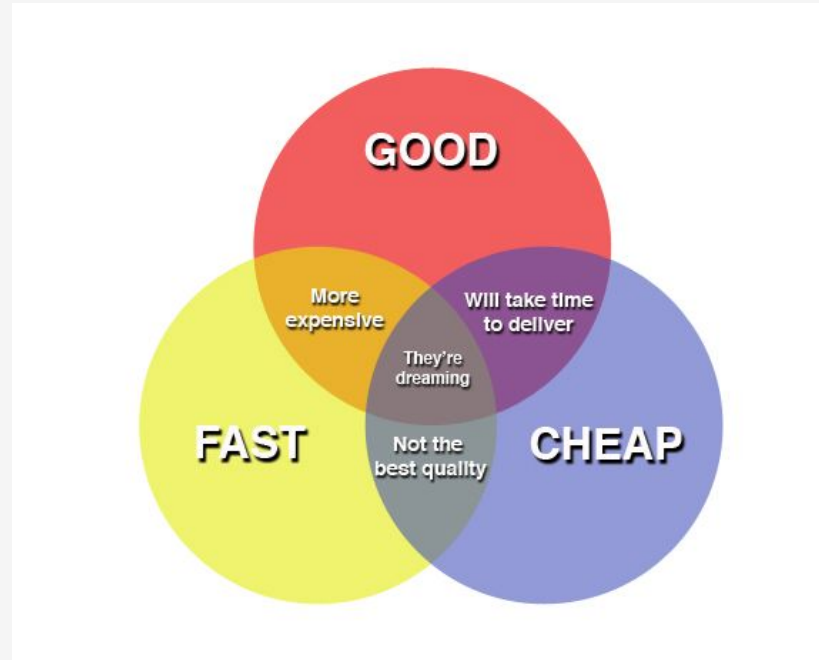 GOOD
More
expensive
Will take time
to deliver
They're
dreaming
FAST
CHEAP
Not the
best quality